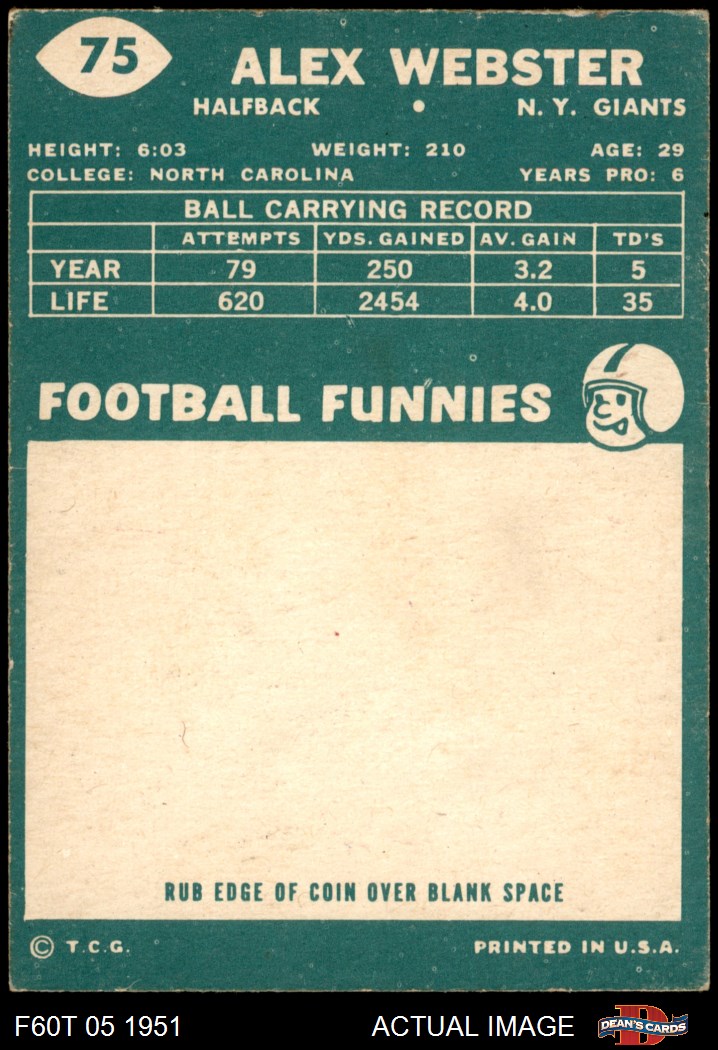 75
ALEX WEBSTER
HALFBACK • N. Y. GIANTS
HEIGHT: 6:03 WEIGHT: 210 AGE: 29
COLLEGE: NORTH CAROLINA YEARS PRO: 6
BALL CARRYING RECORD
ATTEMPTS YDS. GAINED AV. GAIN TD'S
YEAR 79 250 3.2 5
LIFE 620 2454 4.0 35
FOOTBALL FUNNIES
RUB EDGE OF COIN OVER BLANK SPACE
© T.C.G. PRINTED IN U.S.A.
F60T 05 1951 ACTUAL IMAGE D DEAN'S CARDS